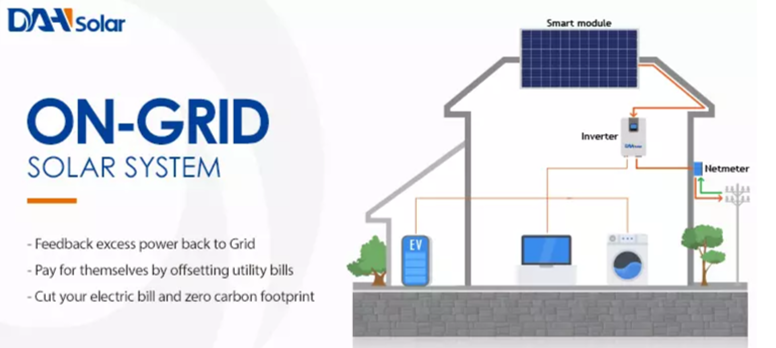 DAH Solar
ON-GRID
SOLAR SYSTEM
- Feedback excess power back to Grid
- Pay for themselves by offsetting utility bills
- Cut your electric bill and zero carbon footprint
Smart module
Inverter
Netmeter
EV